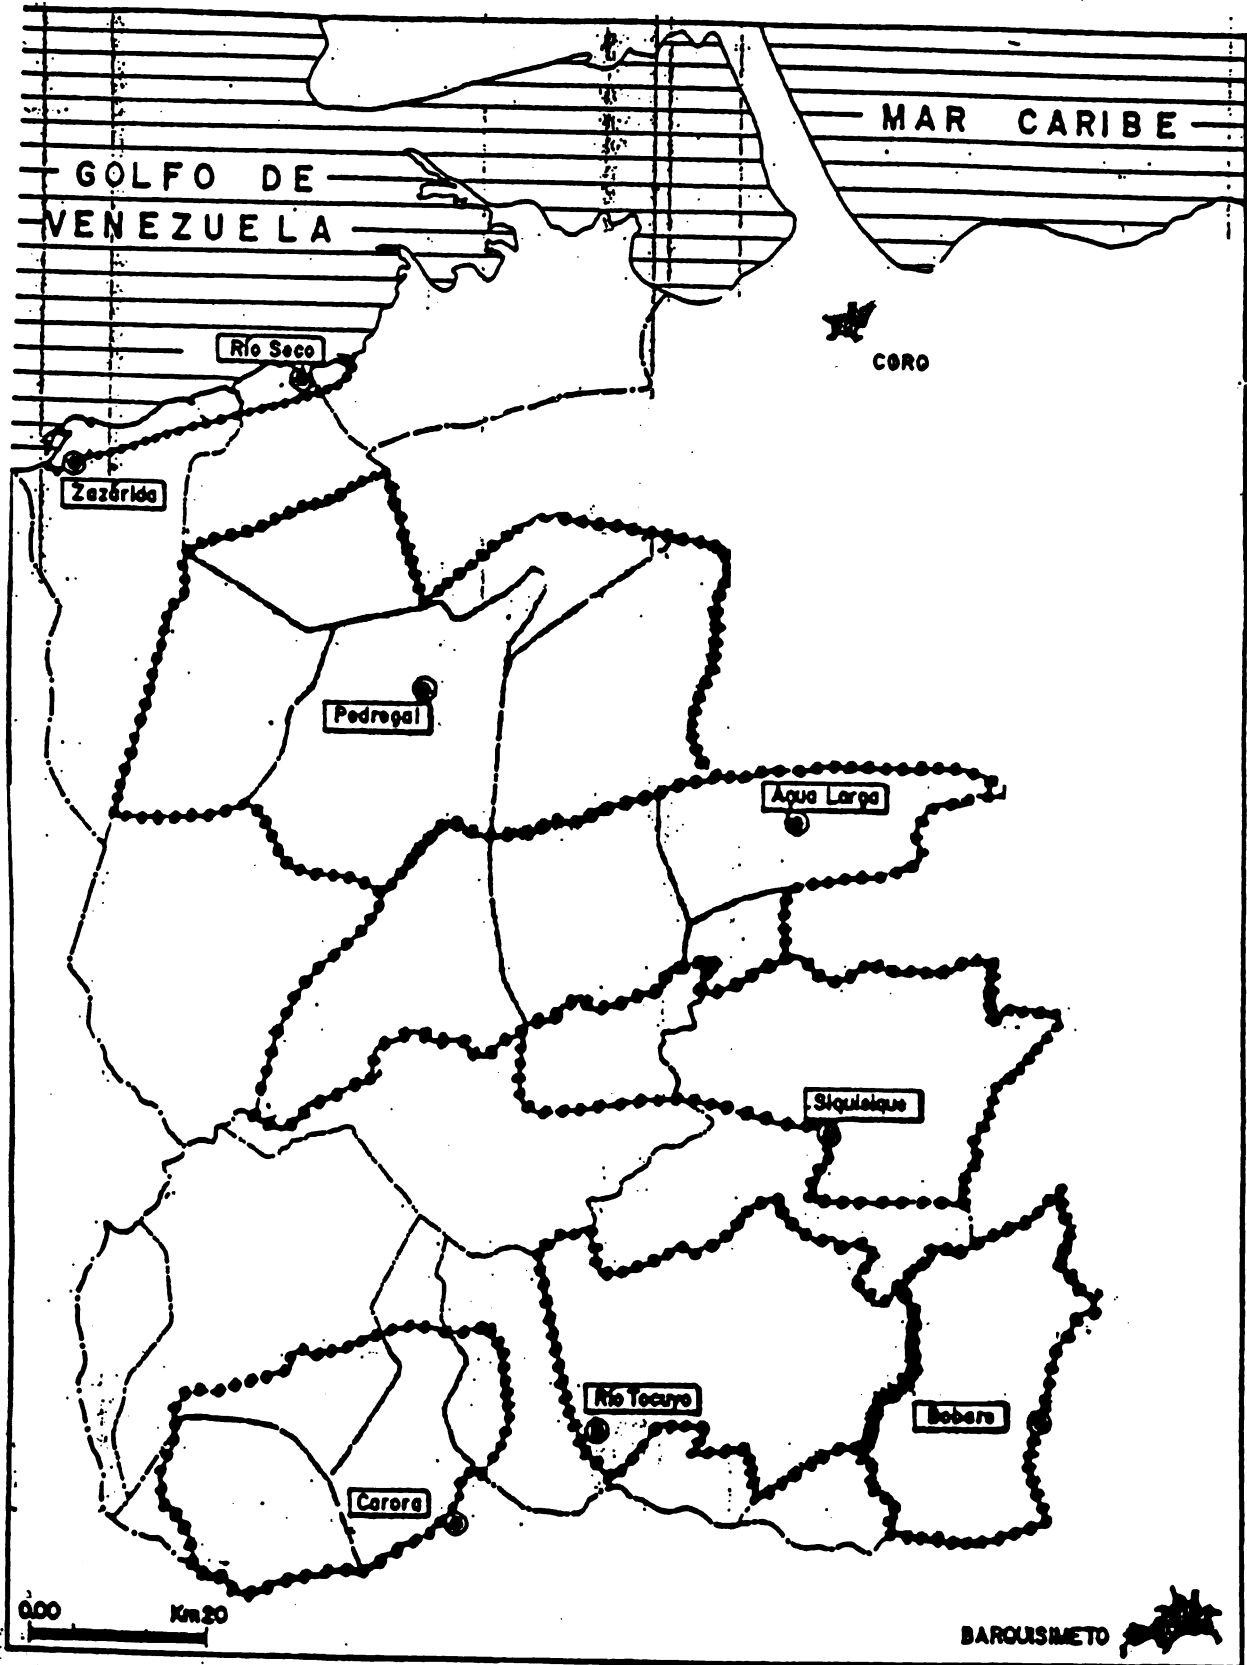 MAR CARIBE
GOLFO DE
VENEZUELA
Río Seco
CORO
Zazárida
Pedregal
Agua Larga
Siquisique
Río Tocuyo
Bobare
Carora
0.00 Km 20
BARQUISIMETO